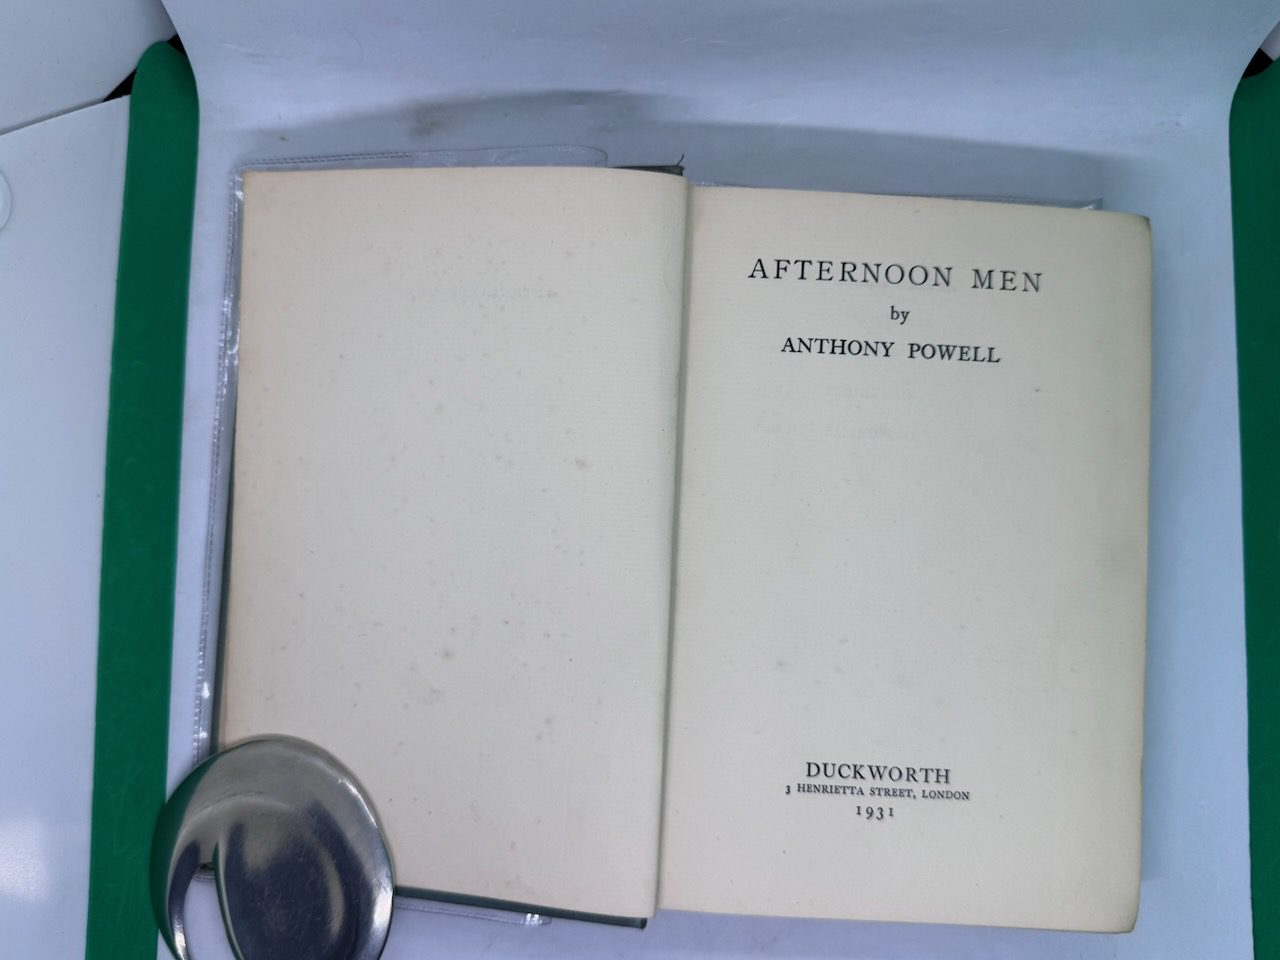 AFTERNOON MEN
by
ANTHONY POWELL
DUCKWORTH
3 HENRIETTA STREET, LONDON
1931